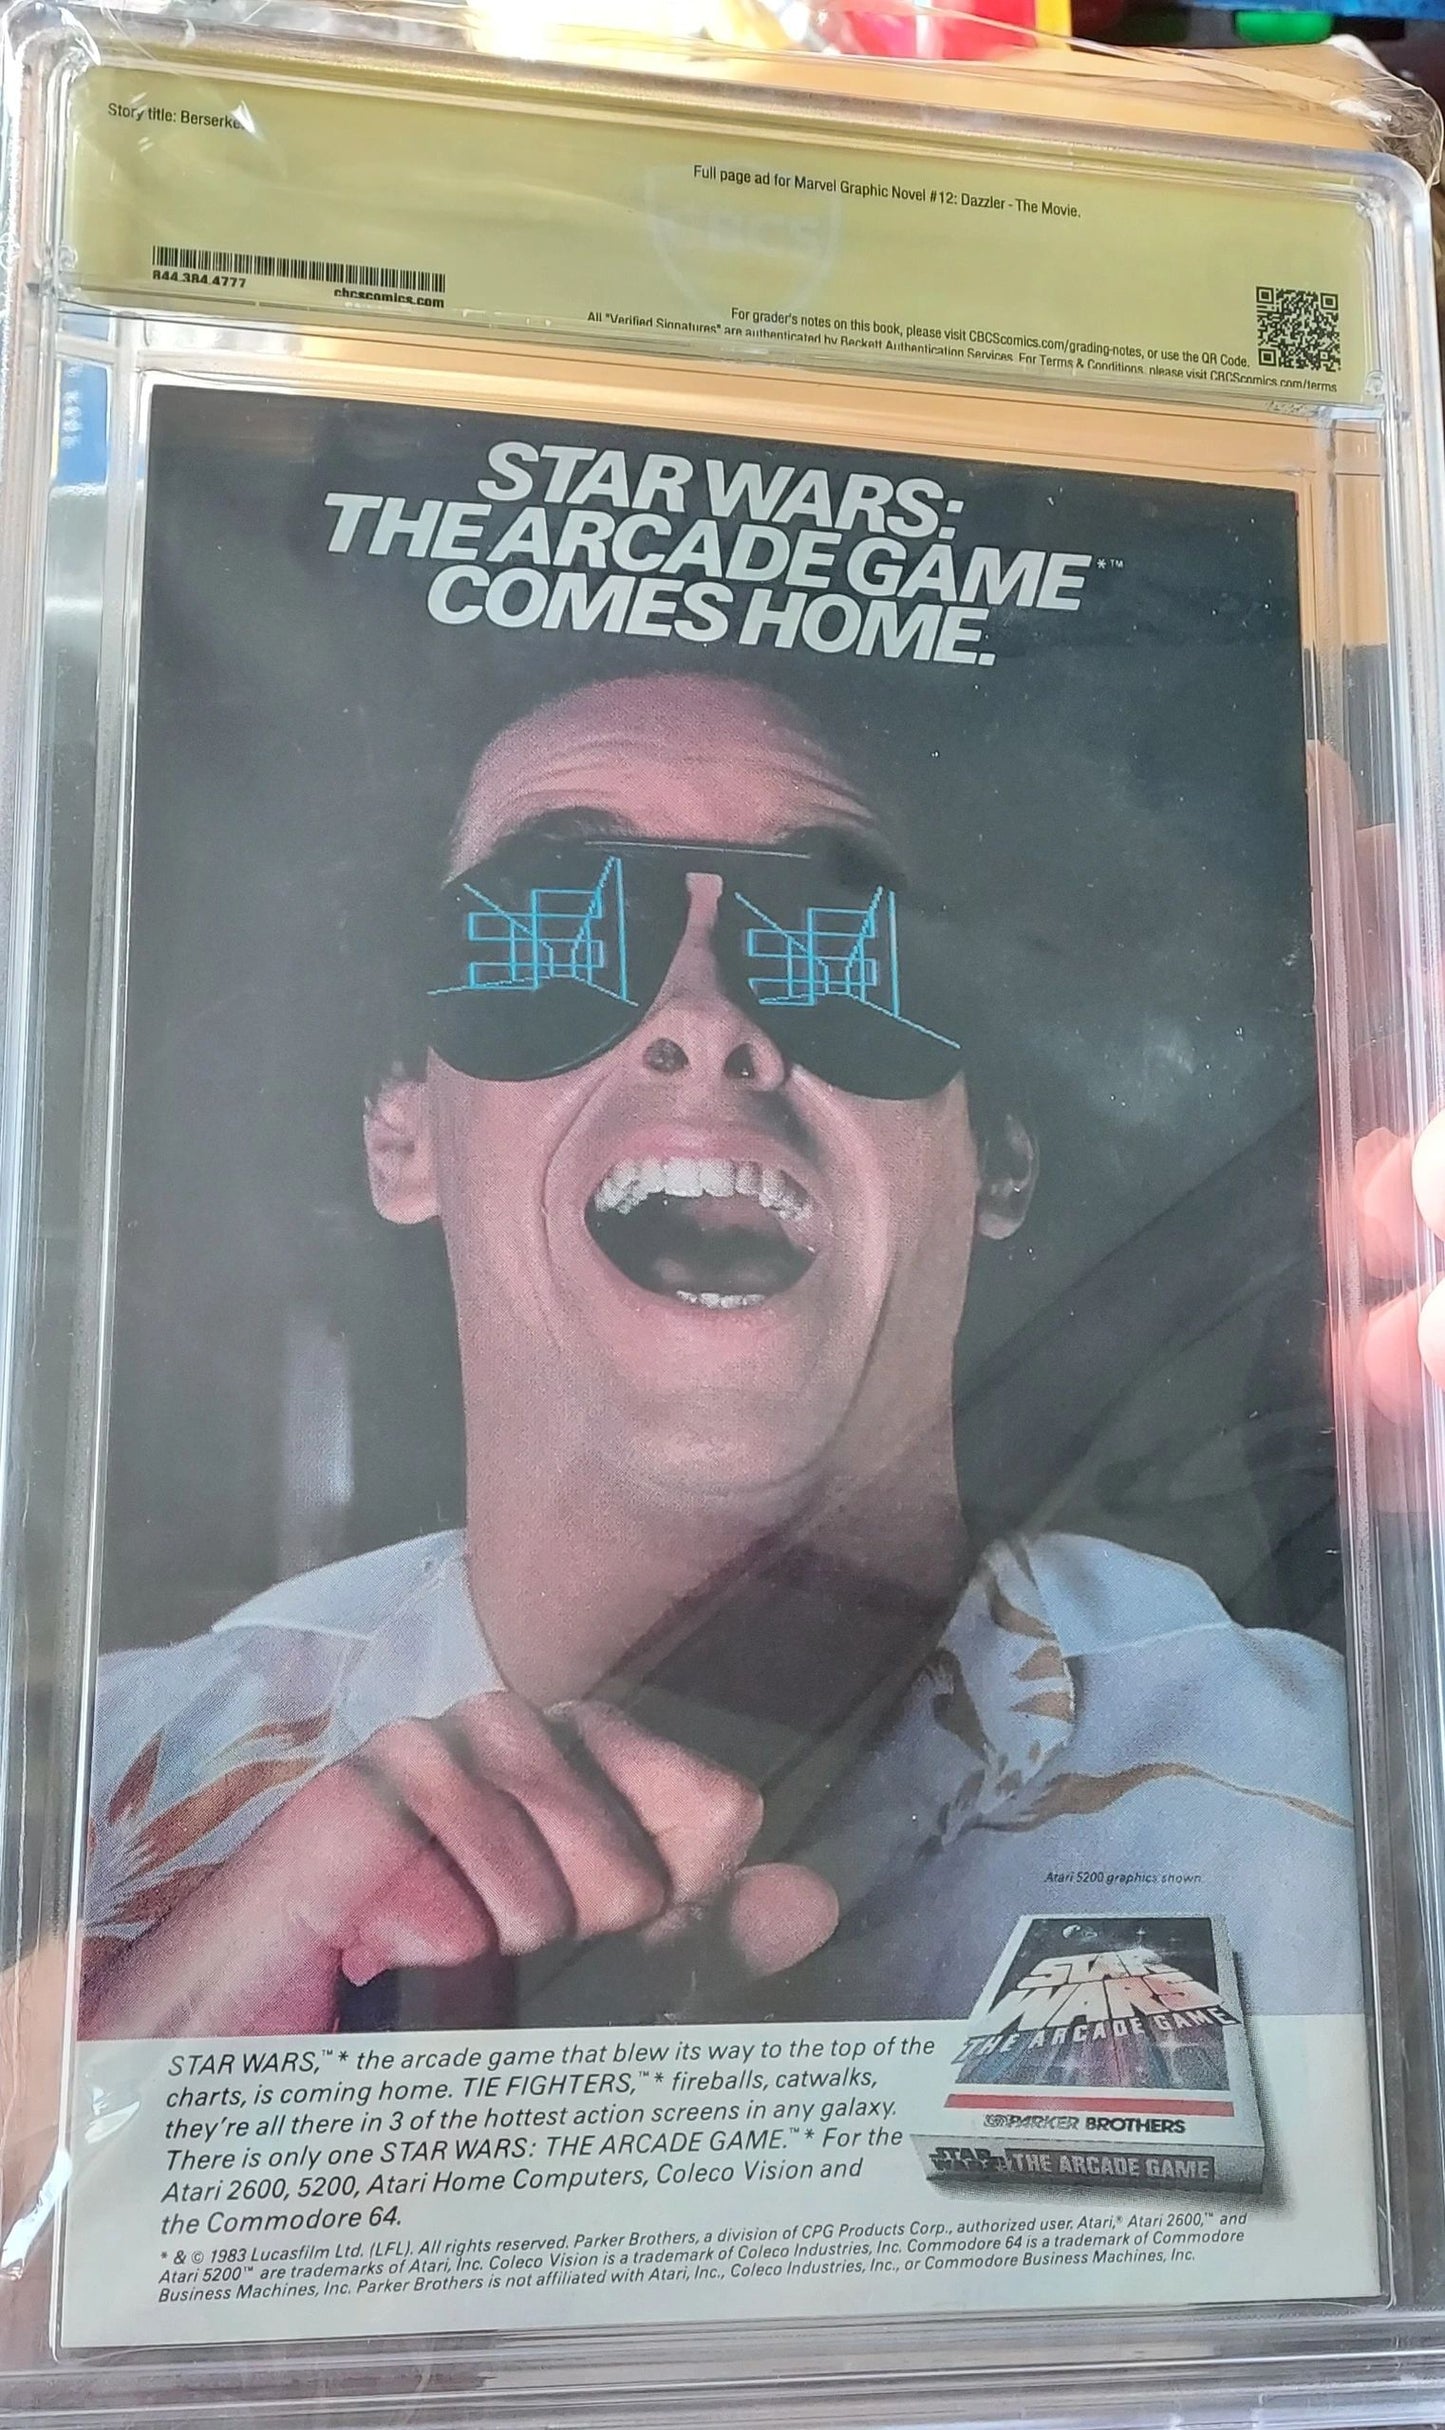 Story title: Berserke
Full page ad for Marvel Graphic Novel #12: Dazzler - The Movie.
CBCS
844.384.4777
cbcscomics.com
For grader's notes on this book, please visit CBCScomics.com/grading-notes, or use the QR Code.
All "Verified Signatures" are authenticated by Beckett Authentication Services. For Terms & Conditions, please visit CBCScomics.com/terms
STAR WARS:
THE ARCADE GAME*™
COMES HOME.
Atari 5200 graphics shown.
STAR WARS
THE ARCADE GAME
PARKER BROTHERS
STAR WARS THE ARCADE GAME
STAR WARS,™* the arcade game that blew its way to the top of the
charts, is coming home. TIE FIGHTERS,™* fireballs, catwalks,
they're all there in 3 of the hottest action screens in any galaxy.
There is only one STAR WARS: THE ARCADE GAME.™* For the
Atari 2600, 5200, Atari Home Computers, Coleco Vision and
the Commodore 64.
* & © 1983 Lucasfilm Ltd. (LFL). All rights reserved. Parker Brothers, a division of CPG Products Corp., authorized user. Atari,® Atari 2600,™ and
Atari 5200™ are trademarks of Atari, Inc. Coleco Vision is a trademark of Coleco Industries, Inc. Commodore 64 is a trademark of Commodore
Business Machines, Inc. Parker Brothers is not affiliated with Atari, Inc., Coleco Industries, Inc., or Commodore Business Machines, Inc.